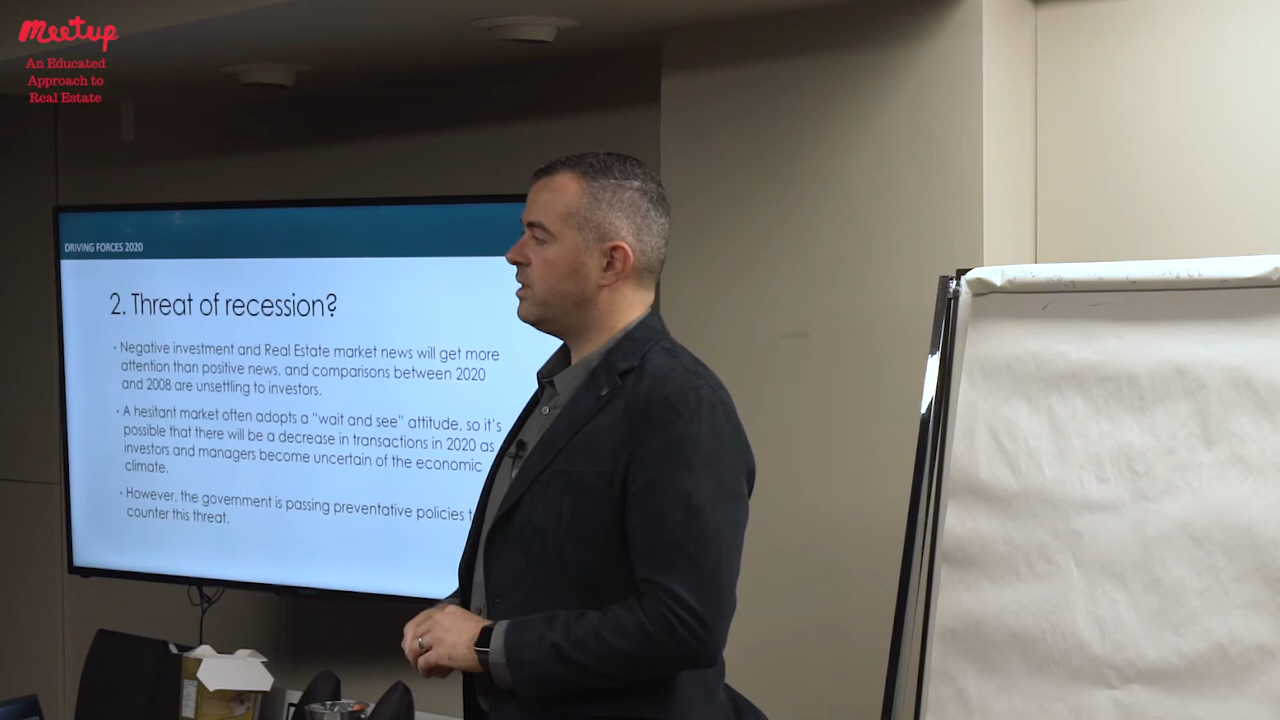 meetup
An Educated
Approach to
Real Estate
DRIVING FORCES 2020
2. Threat of recession?
· Negative investment and Real Estate market news will get more
attention than positive news, and comparisons between 2020
and 2008 are unsettling to investors.
· A hesitant market often adopts a “wait and see” attitude, so it’s
possible that there will be a decrease in transactions in 2020 as
investors and managers become uncertain of the economic
climate.
· However, the government is passing preventative policies
counter this threat.